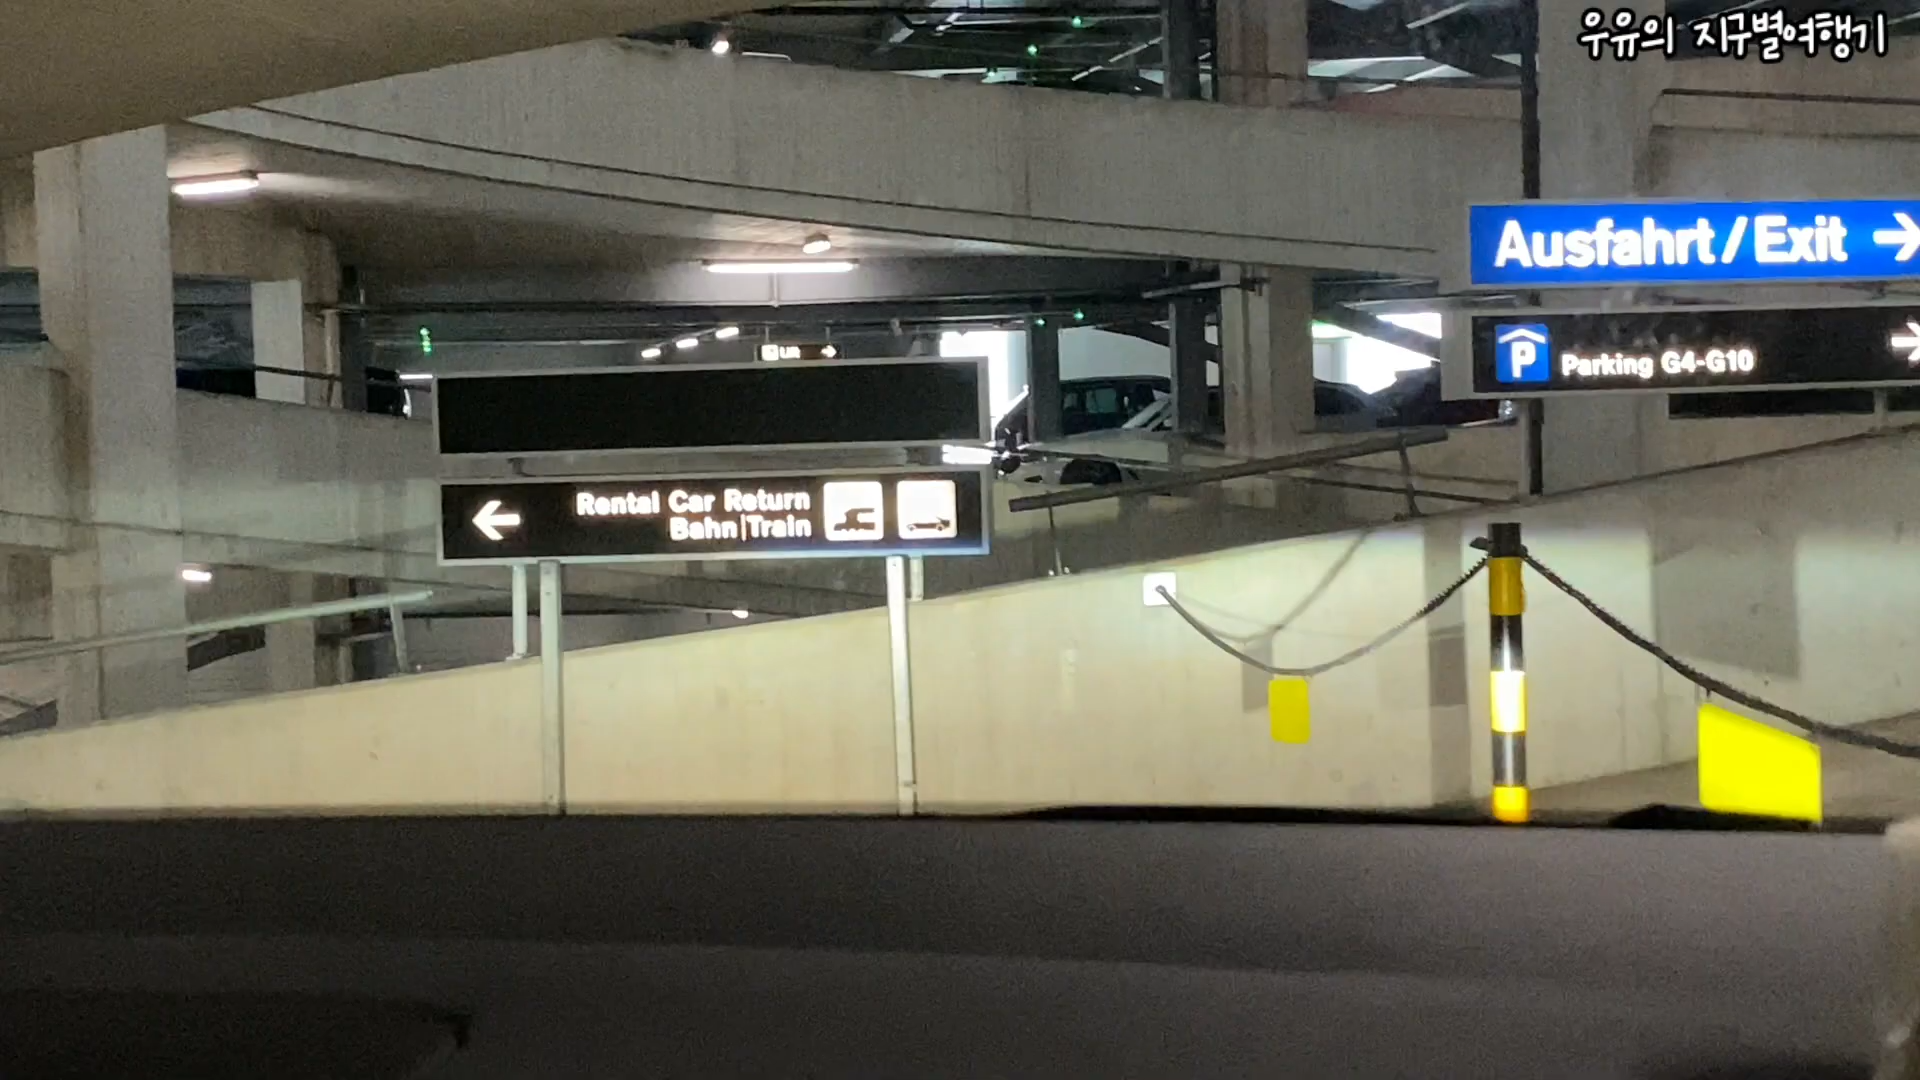 우유의 지구별여행기
Ausfahrt/Exit →
P Parking G4-G10 →
← Rental Car Return
Bahn|Train